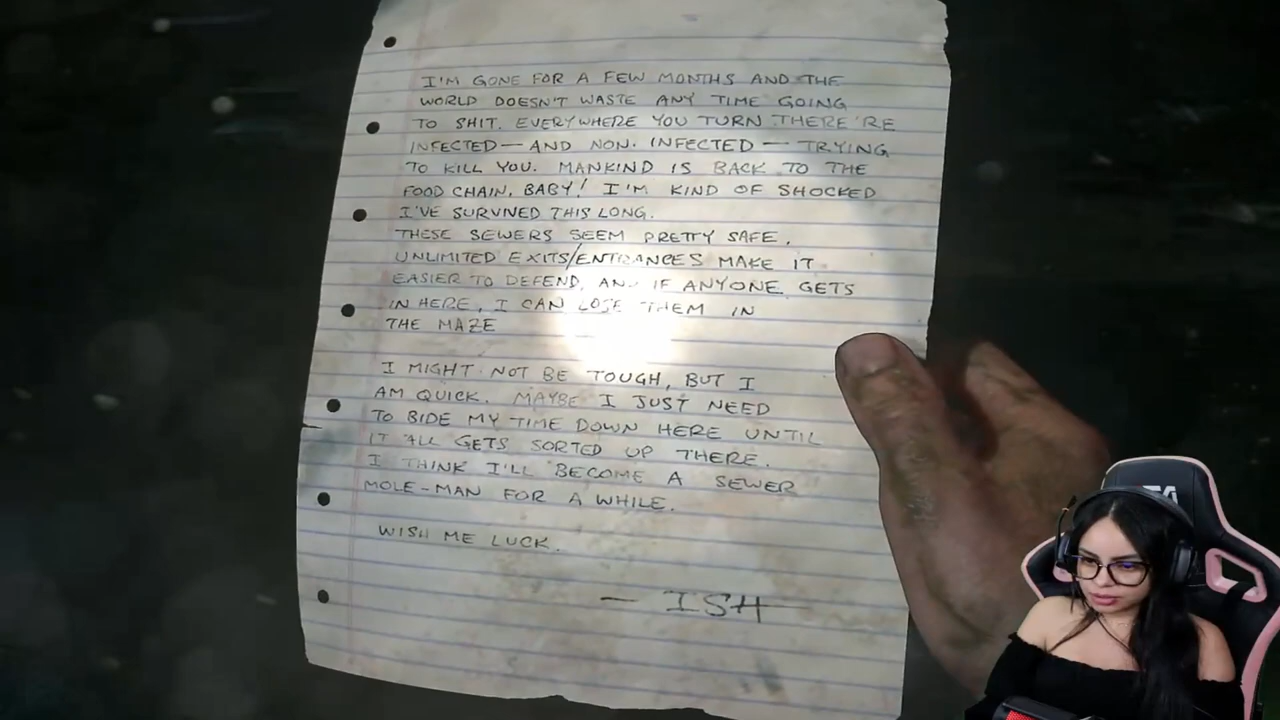 I'M GONE FOR A FEW MONTHS AND THE
WORLD DOESN'T WASTE ANY TIME GOING
TO SHIT. EVERYWHERE YOU TURN THERE'RE
INFECTED — AND NON. INFECTED — TRYING
TO KILL YOU. MANKIND IS BACK TO THE
FOOD CHAIN, BABY! I'M KIND OF SHOCKED
I'VE SURVIVED THIS LONG.
THESE SEWERS SEEM PRETTY SAFE.
UNLIMITED EXITS/ENTRANCES MAKE IT
EASIER TO DEFEND, AND IF ANYONE GETS
IN HERE, I CAN LOSE THEM IN
THE MAZE
I MIGHT NOT BE TOUGH, BUT I
AM QUICK. MAYBE I JUST NEED
TO BIDE MY TIME DOWN HERE UNTIL
IT ALL GETS SORTED UP THERE.
I THINK I'LL BECOME A SEWER
MOLE-MAN FOR A WHILE.
WISH ME LUCK.
— ISH